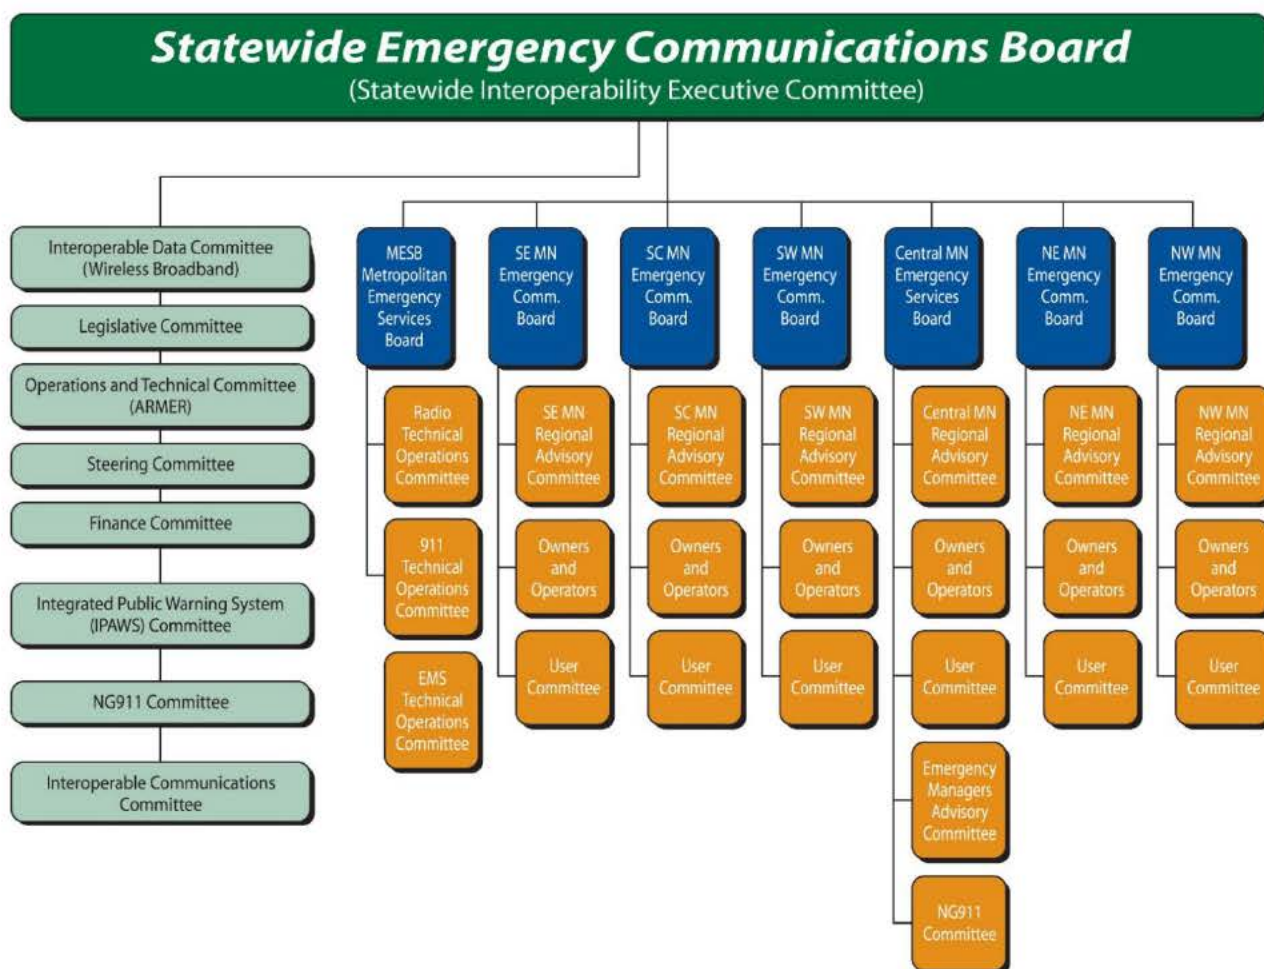 Statewide Emergency Communications Board
(Statewide Interoperability Executive Committee)
Interoperable Data Committee
(Wireless Broadband)
Legislative Committee
Operations and Technical Committee
(ARMER)
Steering Committee
Finance Committee
Integrated Public Warning System
(IPAWS) Committee
NG911 Committee
Interoperable Communications
Committee
MESB
Metropolitan
Emergency
Services
Board
Radio
Technical
Operations
Committee
911
Technical
Operations
Committee
EMS
Technical
Operations
Committee
SE MN
Emergency
Comm.
Board
SE MN
Regional
Advisory
Committee
Owners
and
Operators
User
Committee
SC MN
Emergency
Comm.
Board
SC MN
Regional
Advisory
Committee
Owners
and
Operators
User
Committee
SW MN
Emergency
Comm.
Board
SW MN
Regional
Advisory
Committee
Owners
and
Operators
User
Committee
Central MN
Emergency
Services
Board
Central MN
Regional
Advisory
Committee
Owners
and
Operators
User
Committee
Emergency
Managers
Advisory
Committee
NG911
Committee
NE MN
Emergency
Comm.
Board
NE MN
Regional
Advisory
Committee
Owners
and
Operators
User
Committee
NW MN
Emergency
Comm.
Board
NW MN
Regional
Advisory
Committee
Owners
and
Operators
User
Committee